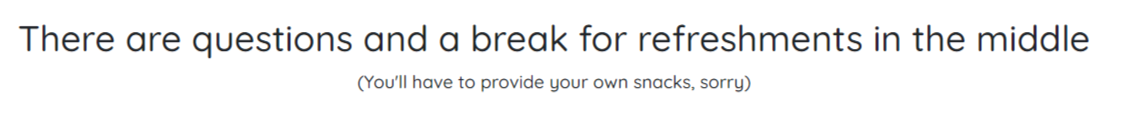 There are questions and a break for refreshments in the middle
(You'll have to provide your own snacks, sorry)